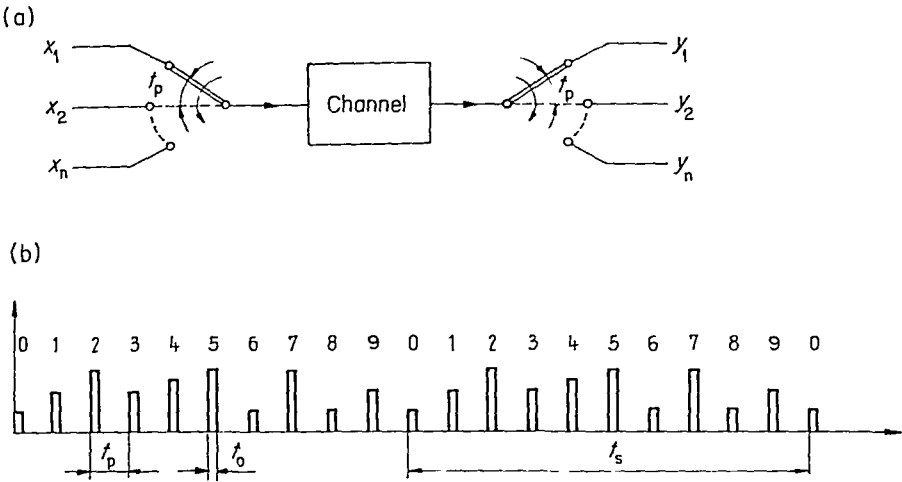 (a)
x1 y1
tp tp
x2 Channel y2
xn yn
(b)
0 1 2 3 4 5 6 7 8 9 0 1 2 3 4 5 6 7 8 9 0
tp to ts